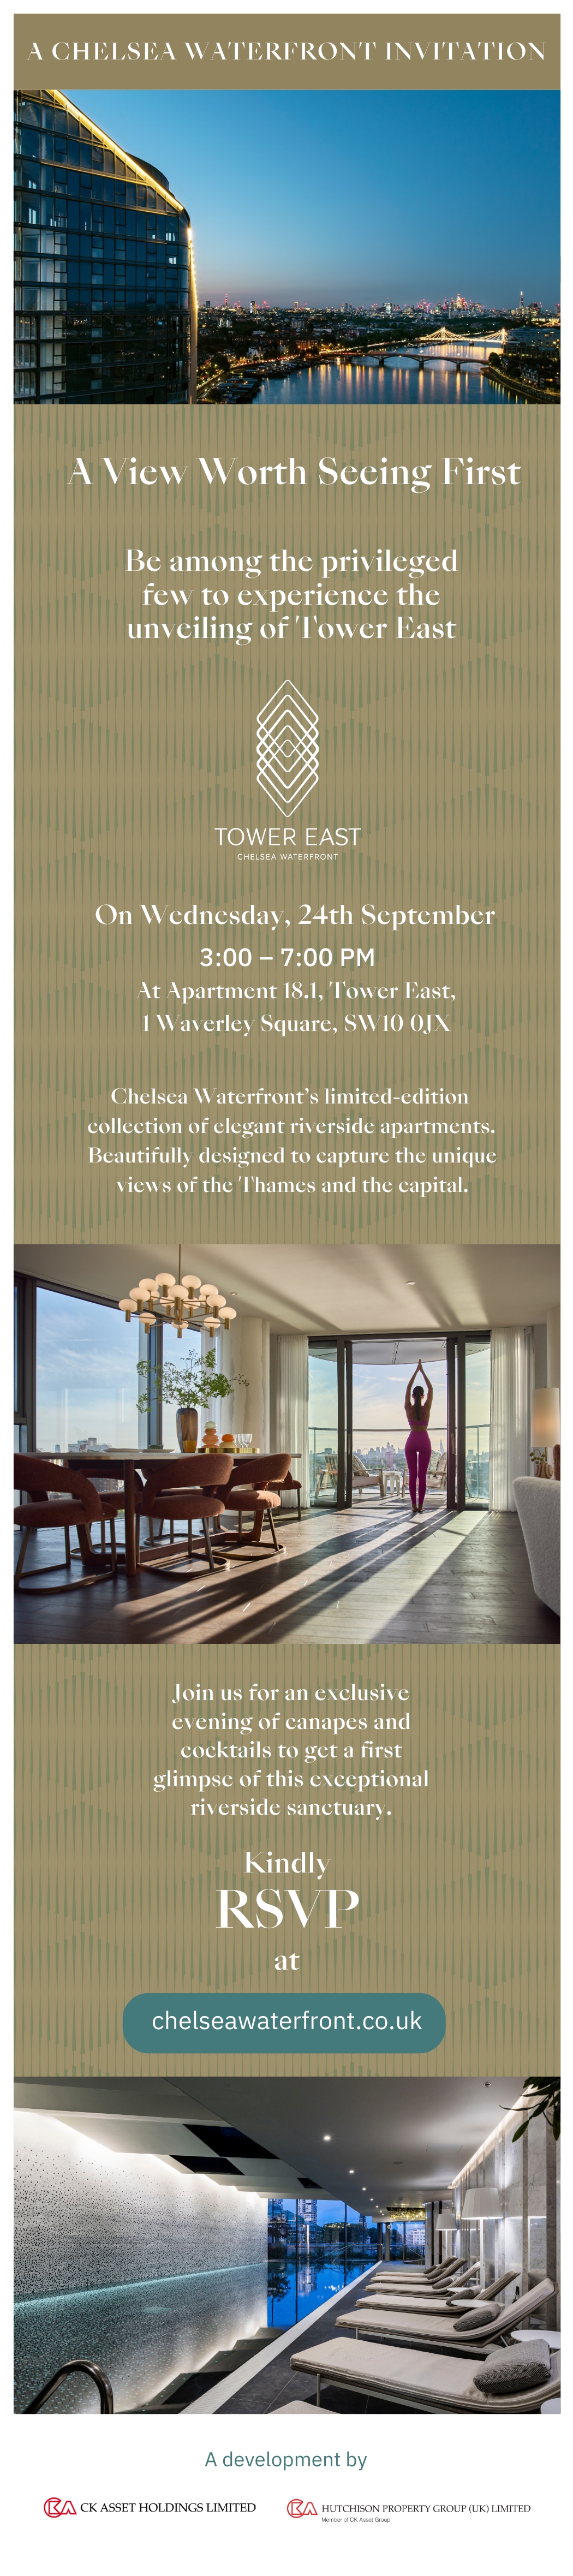 A CHELSEA WATERFRONT INVITATION
A View Worth Seeing First
Be among the privileged
few to experience the
unveiling of Tower East
TOWER EAST
CHELSEA WATERFRONT
On Wednesday, 24th September
3:00 – 7:00 PM
At Apartment 18.1, Tower East,
1 Waverley Square, SW10 0JX
Chelsea Waterfront's limited-edition
collection of elegant riverside apartments.
Beautifully designed to capture the unique
views of the Thames and the capital.
Join us for an exclusive
evening of canapes and
cocktails to get a first
glimpse of this exceptional
riverside sanctuary.
Kindly
RSVP
at
chelseawaterfront.co.uk
A development by
CK ASSET HOLDINGS LIMITED
HUTCHISON PROPERTY GROUP (UK) LIMITED
Member of CK Asset Group